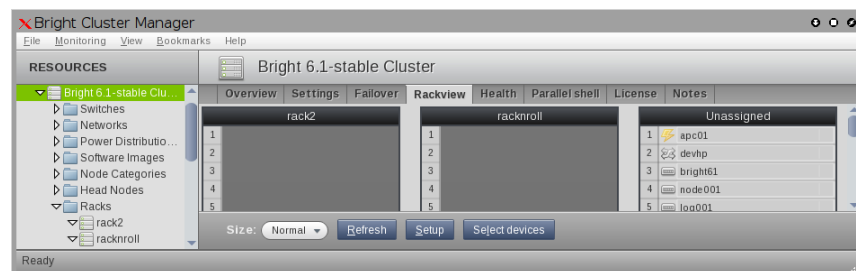 Bright Cluster Manager
File Monitoring View Bookmarks Help
RESOURCES
Bright 6.1-stable Cluster
Bright 6.1-stable Clu...
Overview Settings Failover Rackview Health Parallel shell License Notes
Switches
Networks
Power Distributio...
Software Images
Node Categories
Head Nodes
Racks
rack2
racknroll
rack2
1
2
3
4
5
racknroll
1
2
3
4
5
Unassigned
1 apc01
2 devhp
3 bright61
4 node001
5 log001
Size: Normal Refresh Setup Select devices
Ready